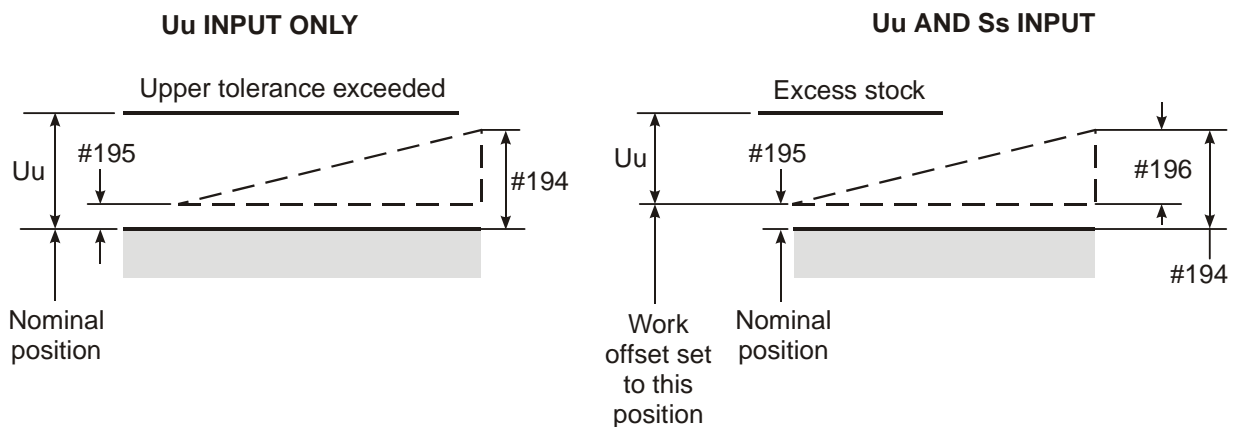 Uu INPUT ONLY
Upper tolerance exceeded
Uu
#195
#194
Nominal
position
Uu AND Ss INPUT
Excess stock
Uu
#195
#196
#194
Work
offset set
to this
position
Nominal
position